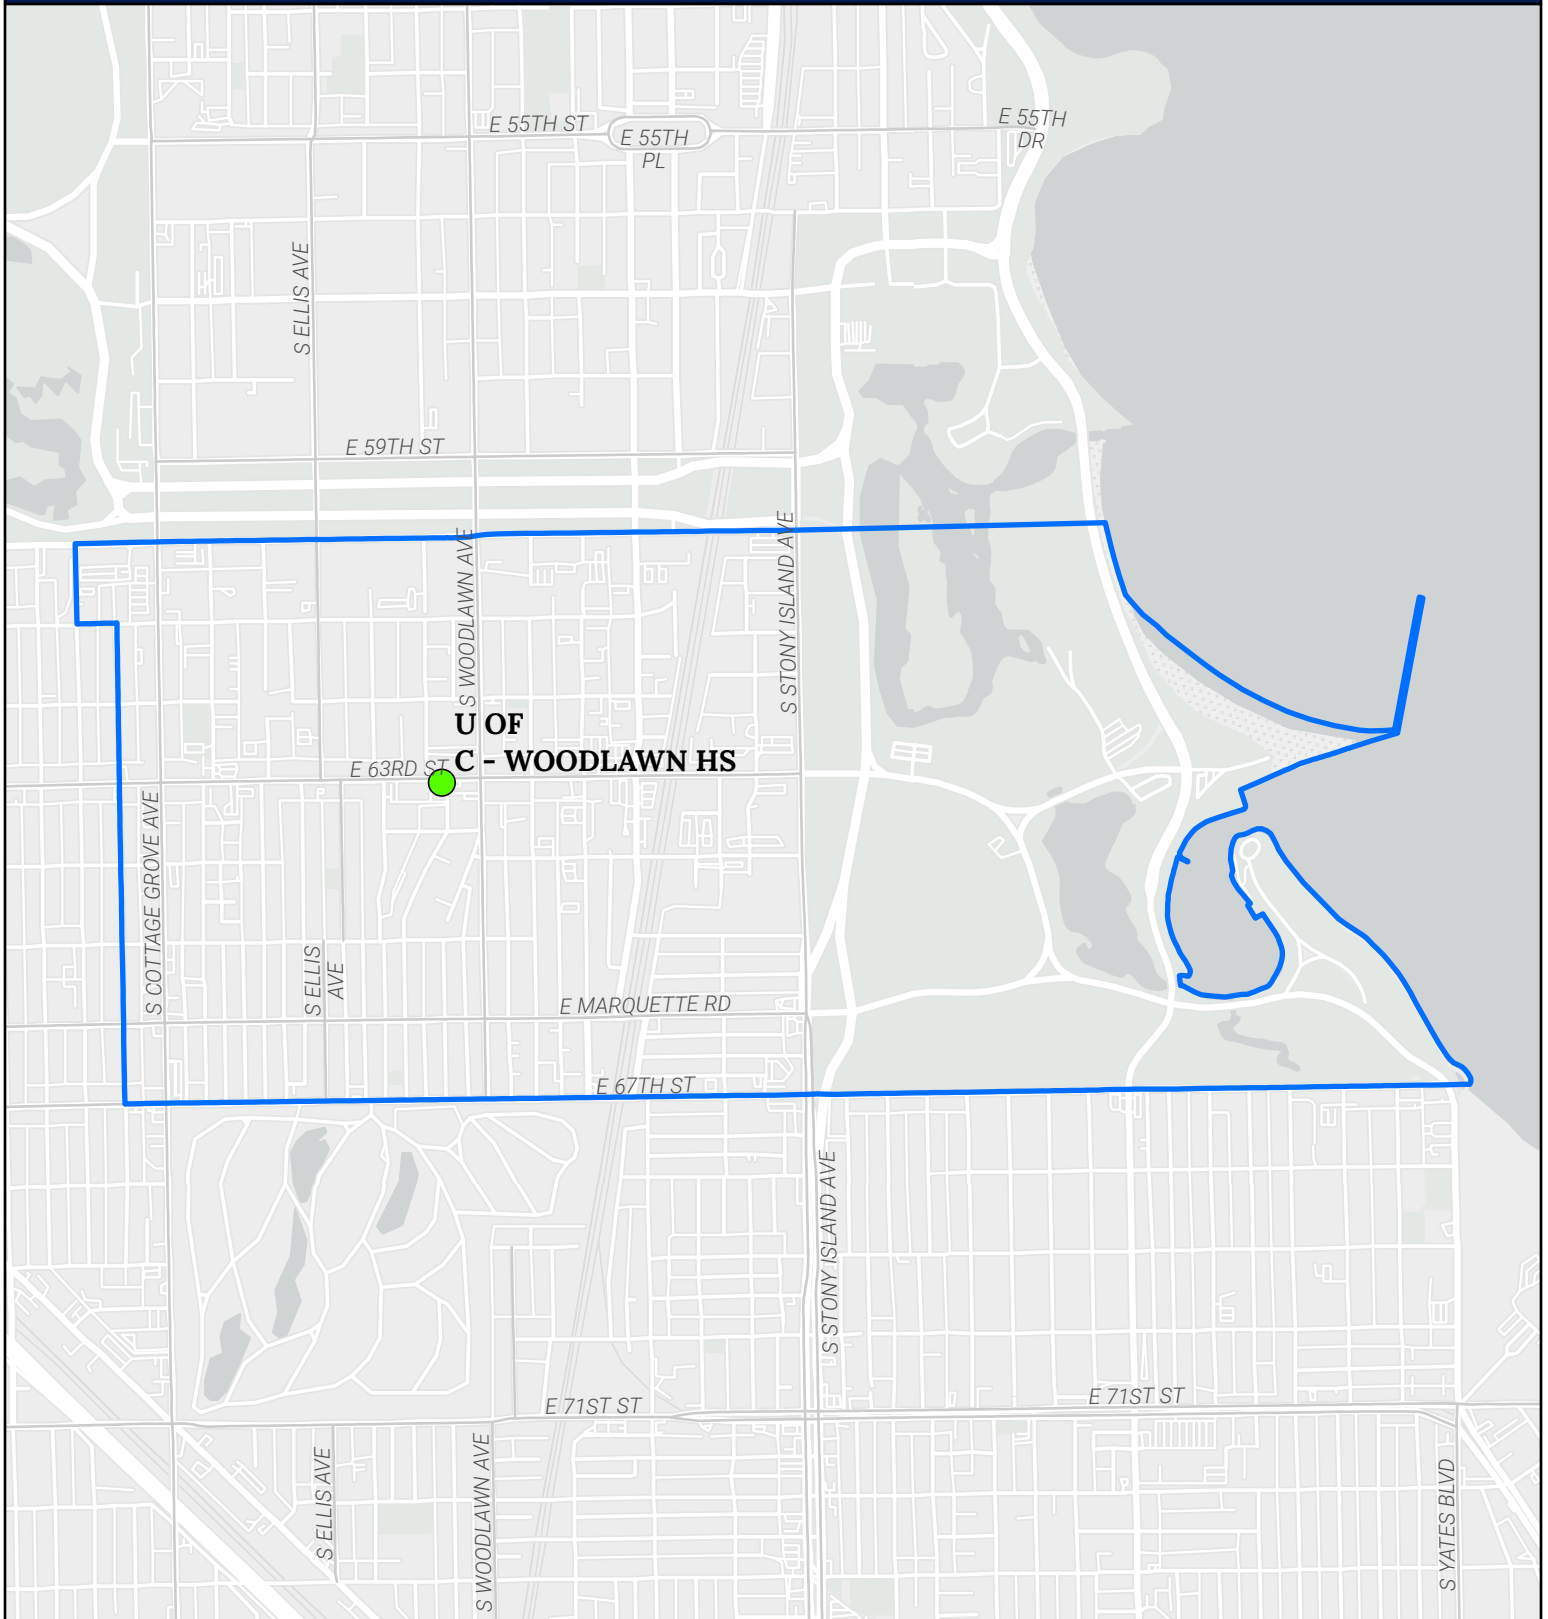 E 55TH ST
E 55TH
PL
E 55TH
DR
S ELLIS AVE
E 59TH ST
S WOODLAWN AVE
S STONY ISLAND AVE
U OF
C - WOODLAWN HS
E 63RD ST
S COTTAGE GROVE AVE
S ELLIS
AVE
E MARQUETTE RD
E 67TH ST
S STONY ISLAND AVE
E 71ST ST
E 71ST ST
S ELLIS AVE
S WOODLAWN AVE
S YATES BLVD